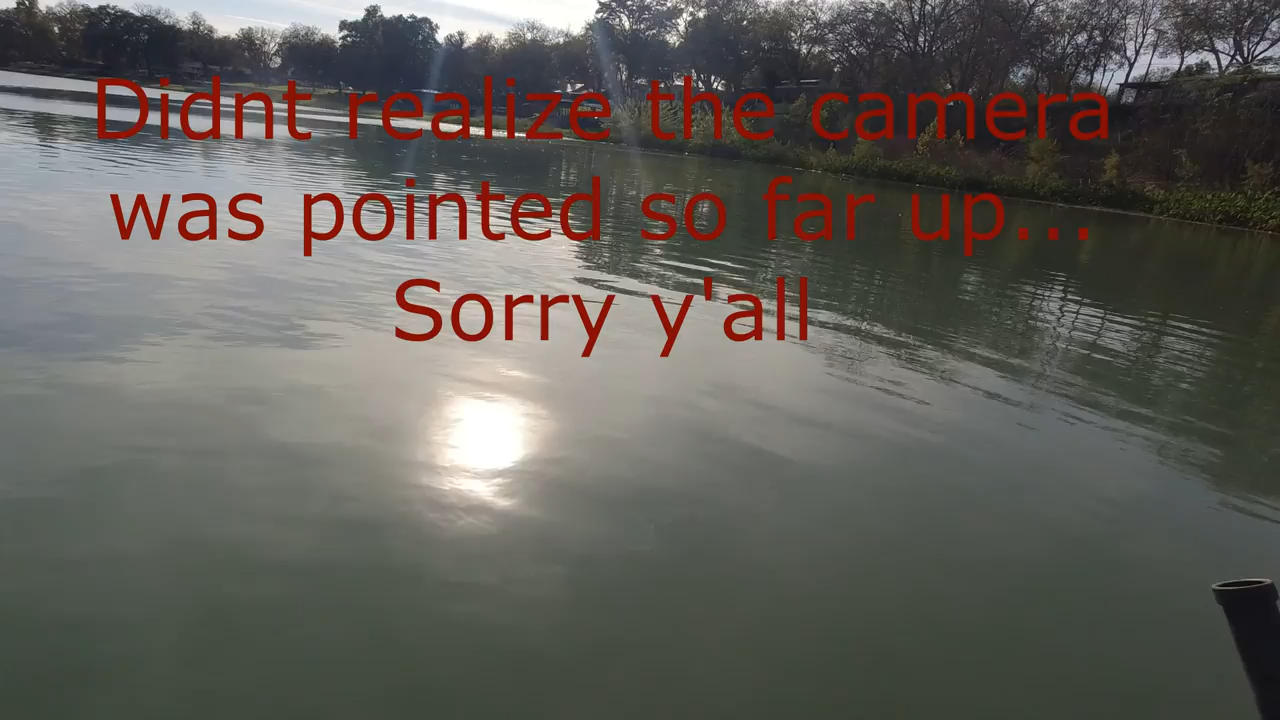 Didnt realize the camera
was pointed so far up...
Sorry y'all